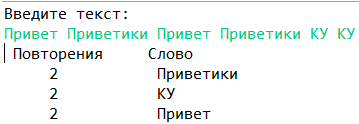 Введите текст:
Привет Приветики Привет Приветики КУ КУ
Повторения Слово
2 Приветики
2 КУ
2 Привет